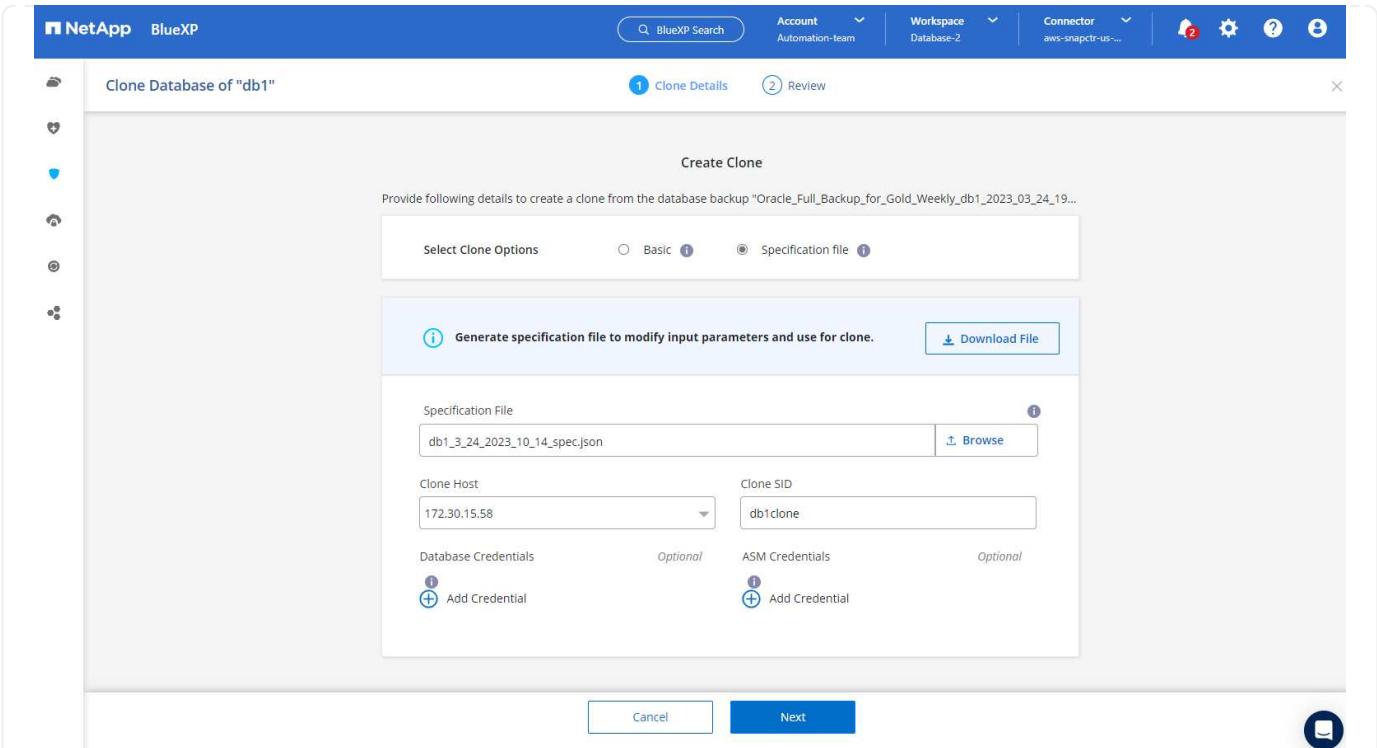 NetApp BlueXP BlueXP Search Account Automation-team Workspace Database-2 Connector aws-snapctr-us-... 2
Clone Database of "db1" 1 Clone Details 2 Review
Create Clone
Provide following details to create a clone from the database backup "Oracle_Full_Backup_for_Gold_Weekly_db1_2023_03_24_19...
Select Clone Options Basic Specification file
Generate specification file to modify input parameters and use for clone. Download File
Specification File
db1_3_24_2023_10_14_spec.json Browse
Clone Host Clone SID
172.30.15.58 db1clone
Database Credentials Optional ASM Credentials Optional
Add Credential Add Credential
Cancel Next